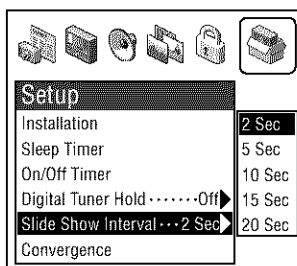 Setup
Installation
Sleep Timer
On/Off Timer
Digital Tuner Hold ·······Off
Slide Show Interval ···2 Sec
Convergence
2 Sec
5 Sec
10 Sec
15 Sec
20 Sec